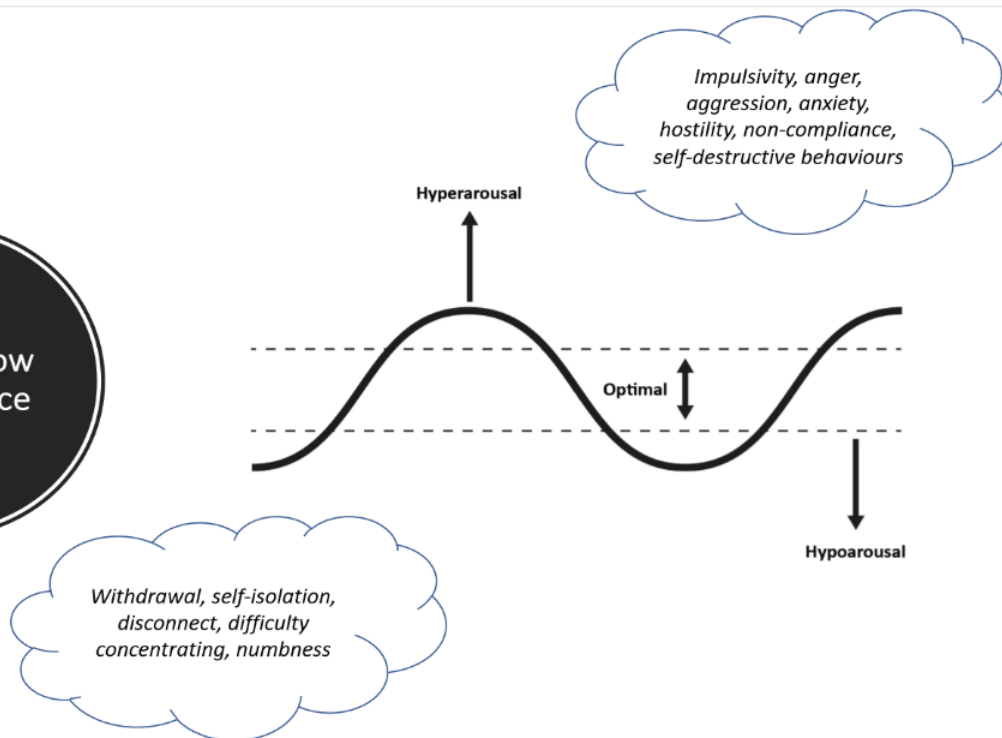 Impulsivity, anger,
aggression, anxiety,
hostility, non-compliance,
self-destructive behaviours
Hyperarousal
Optimal
Hypoarousal
Withdrawal, self-isolation,
disconnect, difficulty
concentrating, numbness